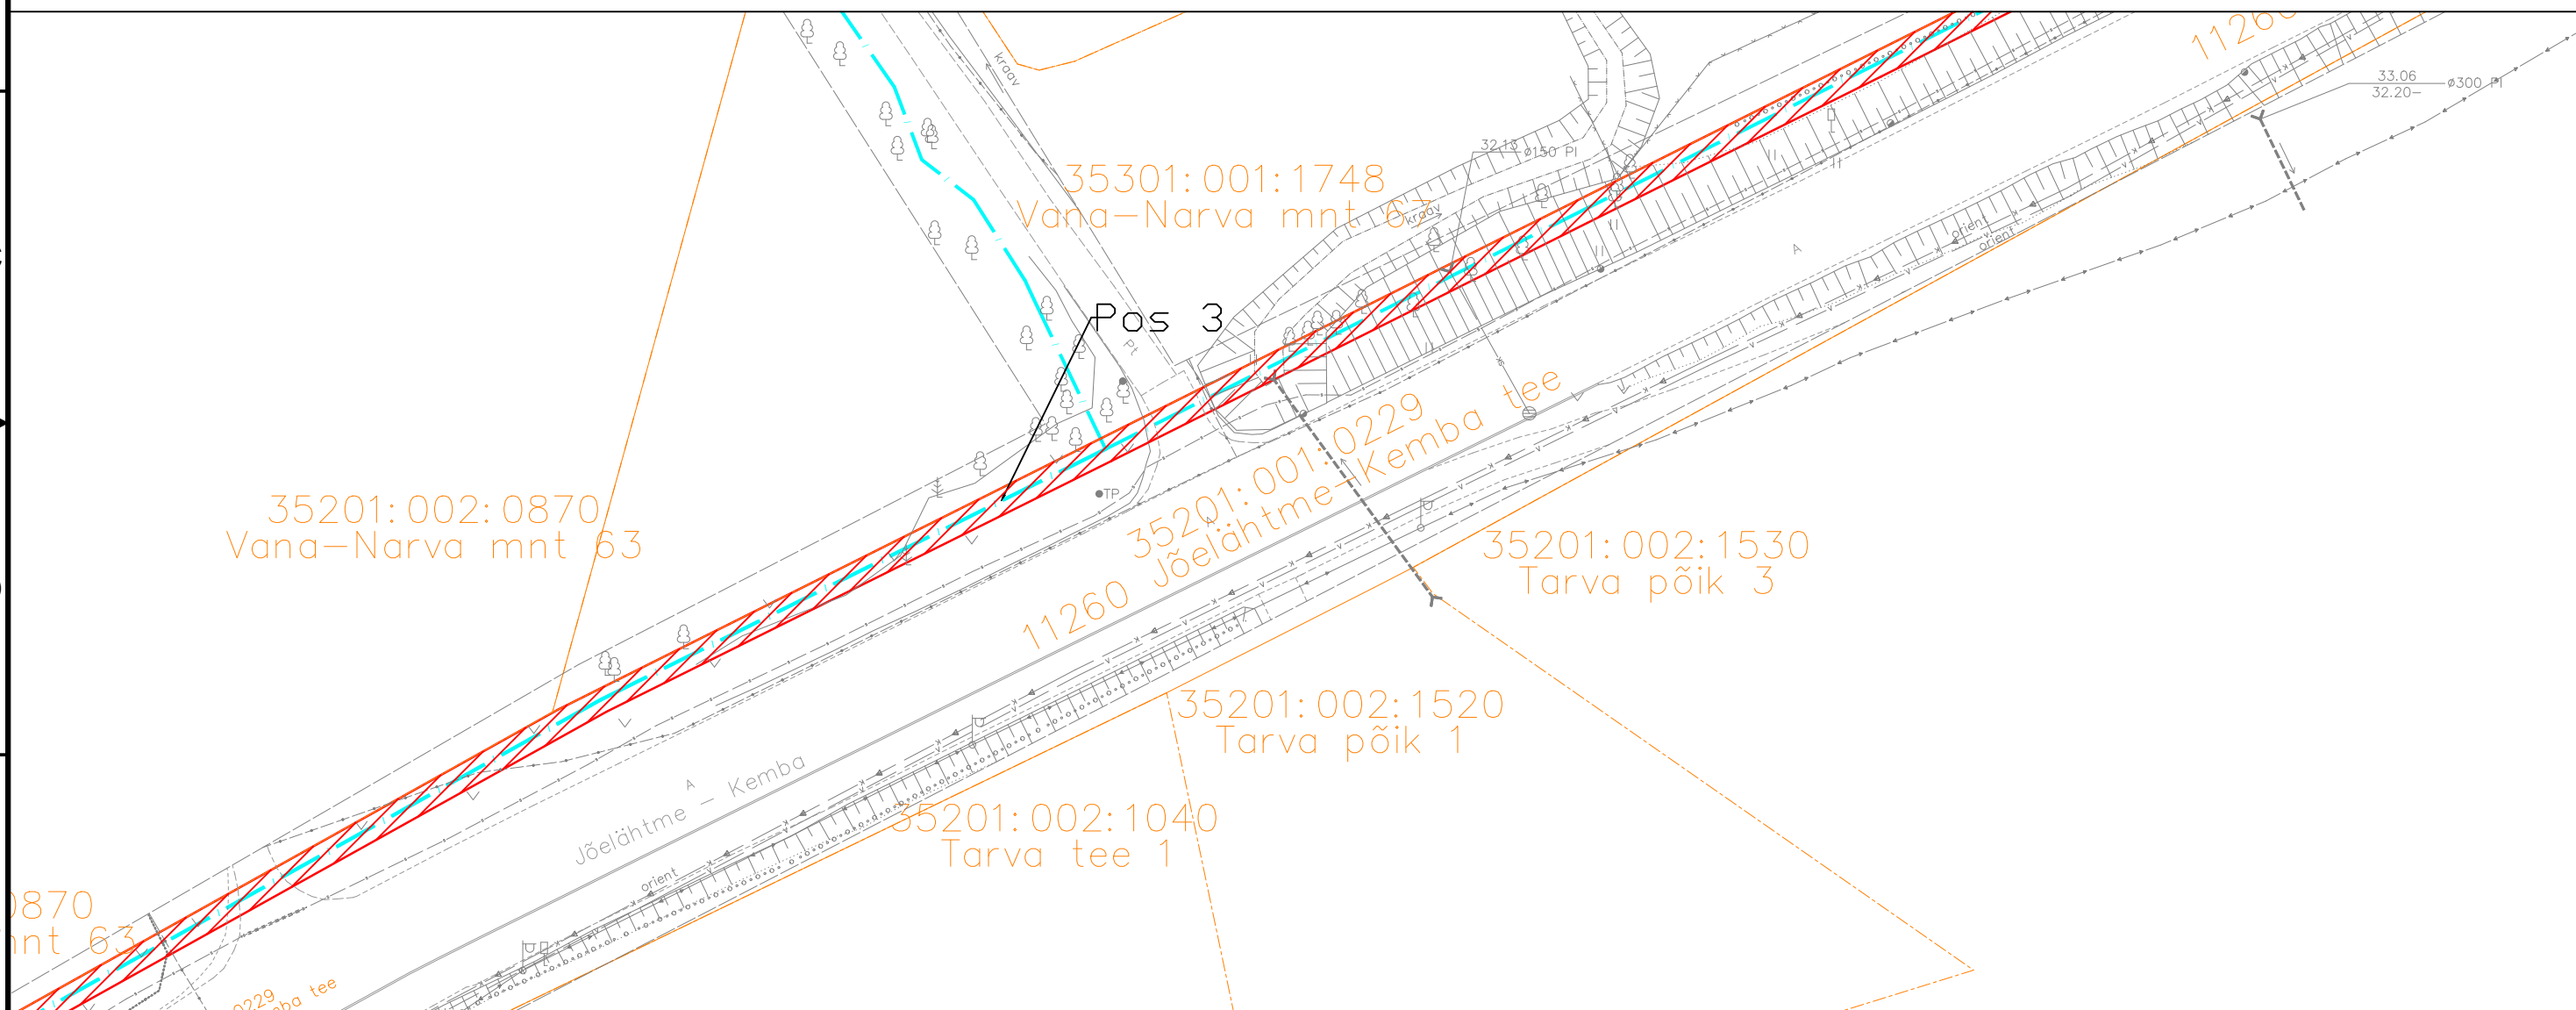 kraav
33.06
32.20-
ø300 PI
32.13 ø150 PI
35301:001:1748
Vana-Narva mnt 67
kraav
orient
orient
A
Pos 3
Pt
35201:001:0229
11260 Jõelähtme-Kemba tee
TP
A
35201:002:0870
Vana-Narva mnt 63
35201:002:1530
Tarva põik 3
35201:002:1520
Tarva põik 1
A
Jõelähtme - Kemba
35201:002:1040
Tarva tee 1
orient
0870
mnt 63
0229
ba tee